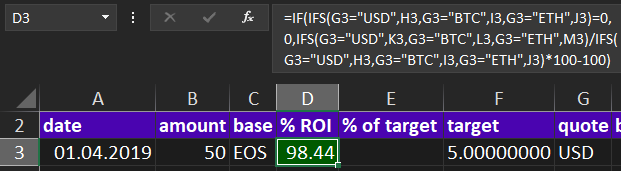 D3 fx =IF(IFS(G3="USD",H3,G3="BTC",I3,G3="ETH",J3)=0,
0,IFS(G3="USD",K3,G3="BTC",L3,G3="ETH",M3)/IFS(
G3="USD",H3,G3="BTC",I3,G3="ETH",J3)*100-100)
A B C D E F G
2 date amount base % ROI % of target target quote b
3 01.04.2019 50 EOS 98.44 5.00000000 USD